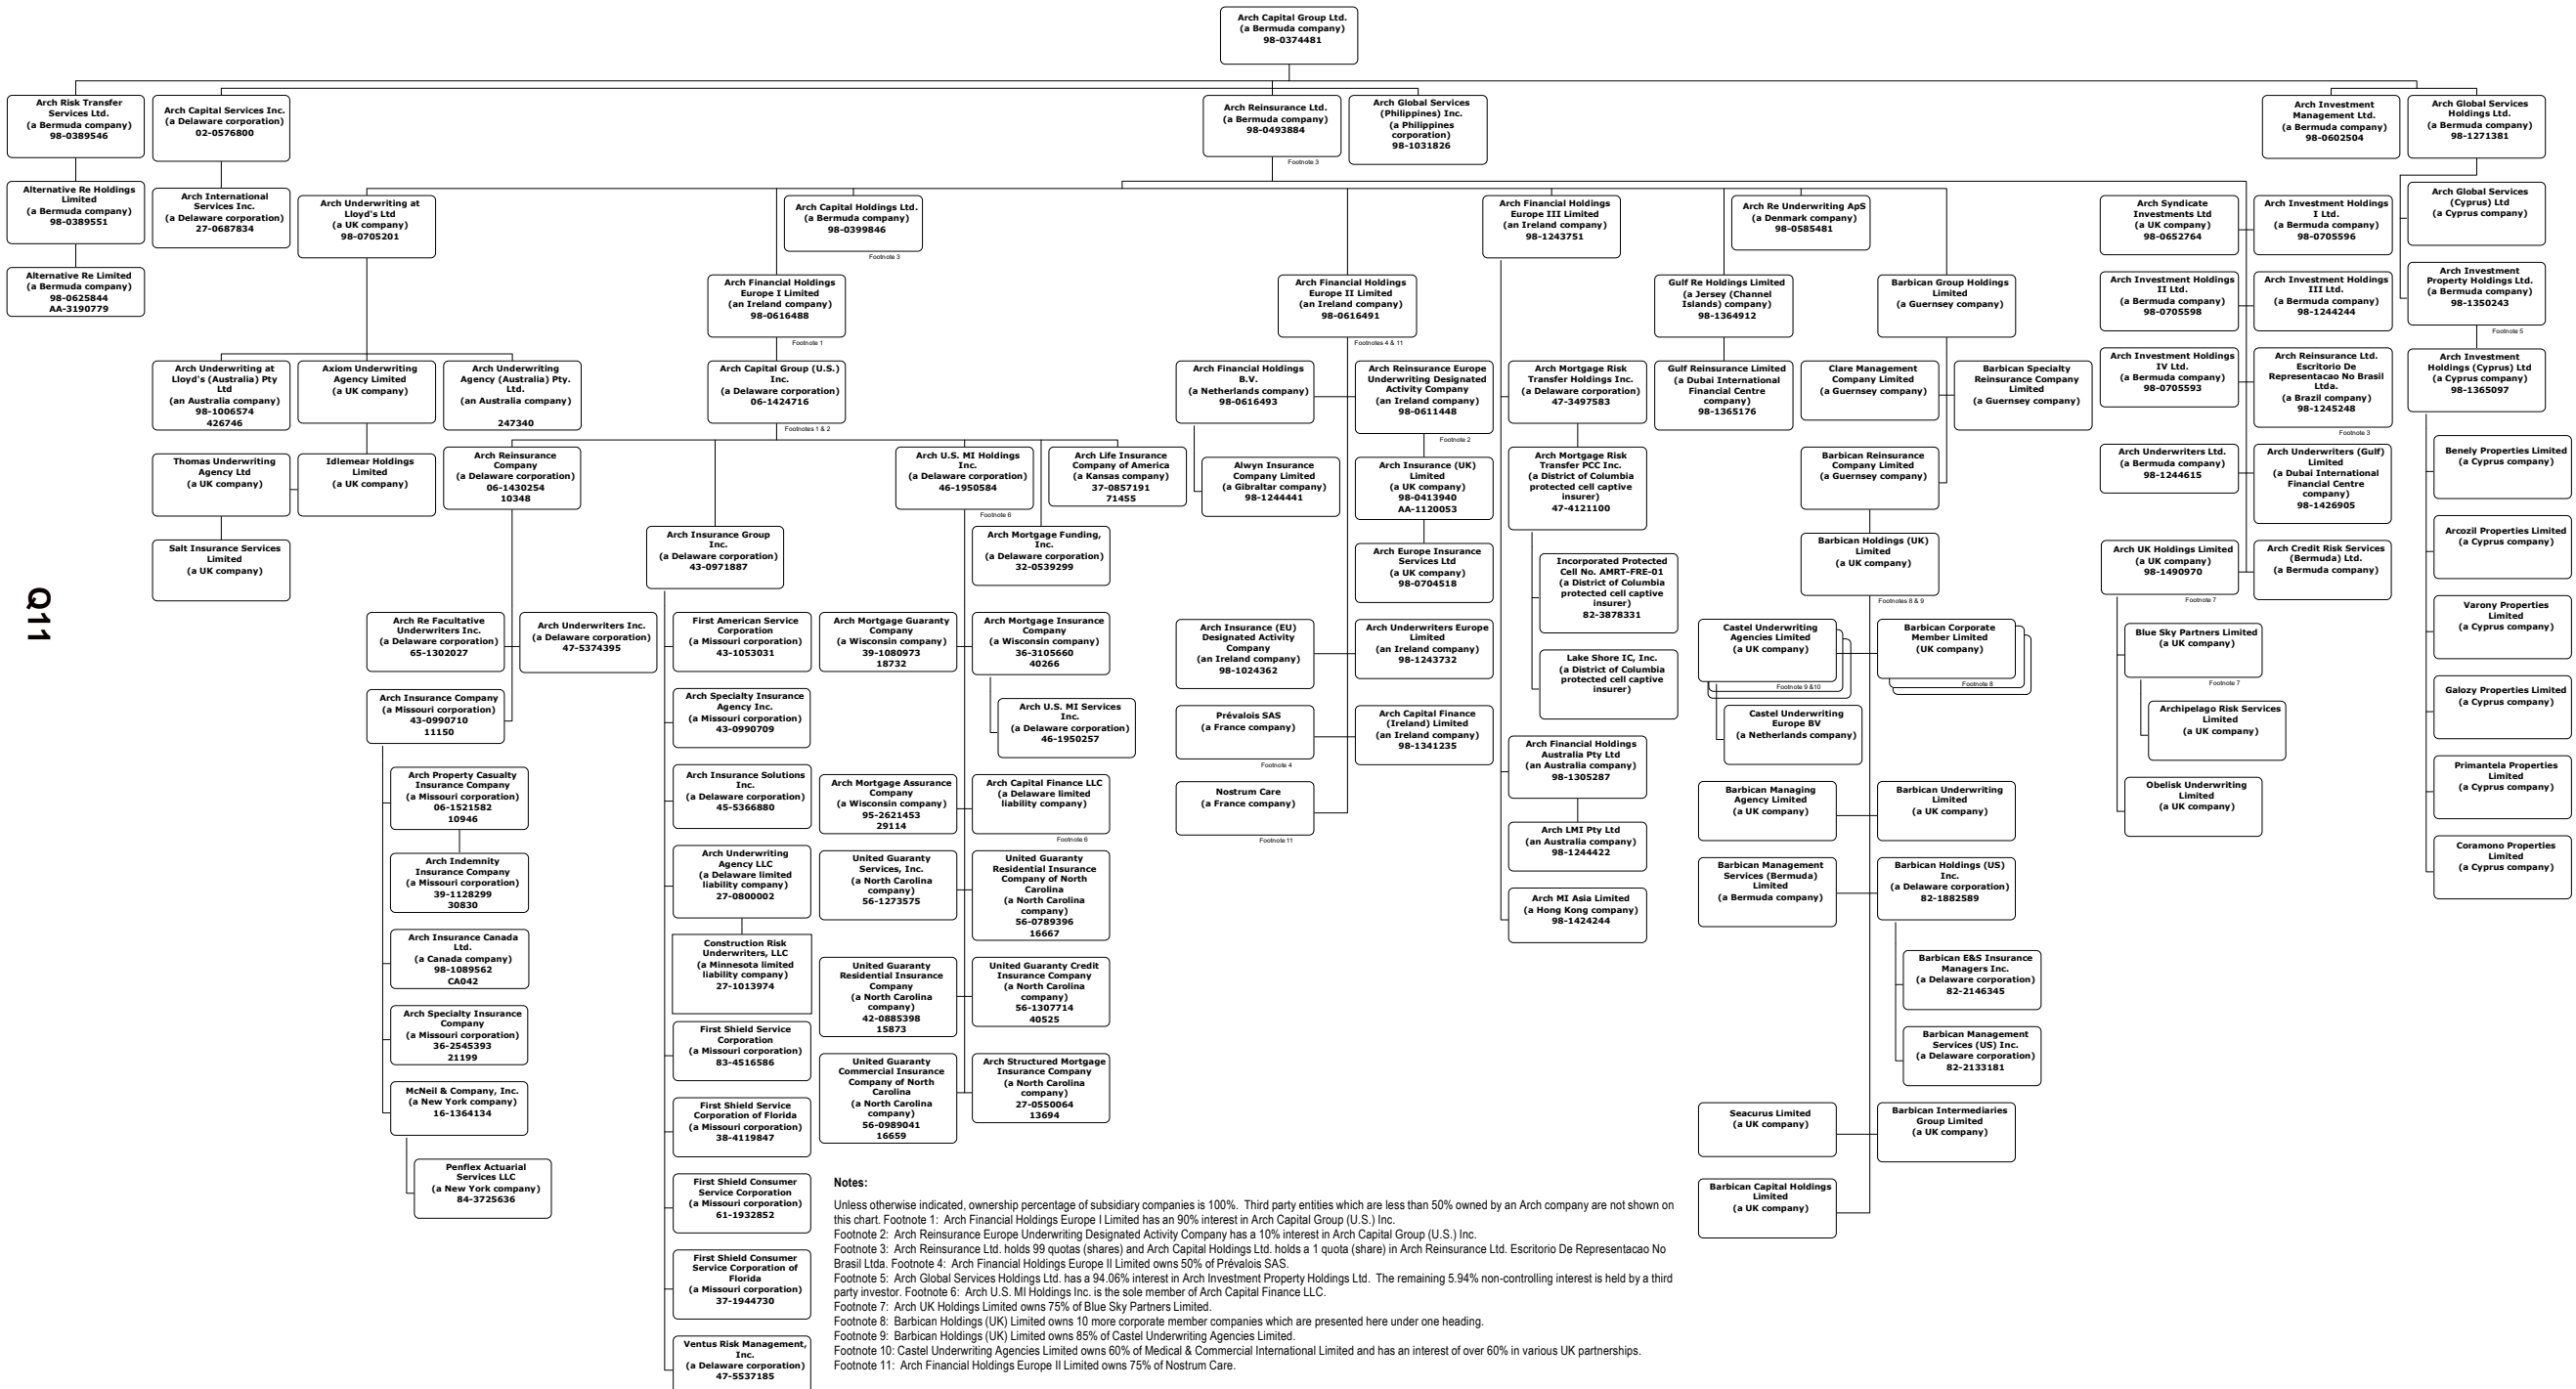 Arch Capital Group Ltd.
(a Bermuda company)
98-0374481
Arch Risk Transfer
Services Ltd.
(a Bermuda company)
98-0389546
Arch Capital Services Inc.
(a Delaware corporation)
02-0576800
Arch Reinsurance Ltd.
(a Bermuda company)
98-0493884
Footnote 3
Arch Global Services
(Philippines) Inc.
(a Philippines
corporation)
98-1031826
Arch Investment
Management Ltd.
(a Bermuda company)
98-0602504
Arch Global Services
Holdings Ltd.
(a Bermuda company)
98-1271381
Alternative Re Holdings
Limited
(a Bermuda company)
98-0389551
Arch International
Services Inc.
(a Delaware corporation)
27-0687834
Arch Underwriting at
Lloyd's Ltd
(a UK company)
98-0705201
Arch Capital Holdings Ltd.
(a Bermuda company)
98-0399846
Footnote 3
Arch Financial Holdings
Europe III Limited
(an Ireland company)
98-1243751
Arch Re Underwriting ApS
(a Denmark company)
98-0585481
Arch Syndicate
Investments Ltd
(a UK company)
98-0652764
Arch Investment Holdings
I Ltd.
(a Bermuda company)
98-0705596
Arch Global Services
(Cyprus) Ltd
(a Cyprus company)
Alternative Re Limited
(a Bermuda company)
98-0625844
AA-3190779
Arch Financial Holdings
Europe I Limited
(an Ireland company)
98-0616488
Footnote 1
Arch Financial Holdings
Europe II Limited
(an Ireland company)
98-0616491
Footnotes 4 & 11
Gulf Re Holdings Limited
(a Jersey (Channel
Islands) company)
98-1364912
Barbican Group Holdings
Limited
(a Guernsey company)
Arch Investment Holdings
II Ltd.
(a Bermuda company)
98-0705598
Arch Investment Holdings
III Ltd.
(a Bermuda company)
98-1244244
Arch Investment
Property Holdings Ltd.
(a Bermuda company)
98-1350243
Footnote 5
Arch Underwriting at
Lloyd's (Australia) Pty
Ltd
(an Australia company)
98-1006574
426746
Axiom Underwriting
Agency Limited
(a UK company)
Arch Underwriting
Agency (Australia) Pty.
Ltd.
(an Australia company)
247340
Arch Capital Group (U.S.)
Inc.
(a Delaware corporation)
06-1424716
Footnotes 1 & 2
Arch Financial Holdings
B.V.
(a Netherlands company)
98-0616493
Arch Reinsurance Europe
Underwriting Designated
Activity Company
(an Ireland company)
98-0611448
Footnote 2
Arch Mortgage Risk
Transfer Holdings Inc.
(a Delaware corporation)
47-3497583
Gulf Reinsurance Limited
(a Dubai International
Financial Centre
company)
98-1365176
Clare Management
Company Limited
(a Guernsey company)
Barbican Specialty
Reinsurance Company
Limited
(a Guernsey company)
Arch Investment Holdings
IV Ltd.
(a Bermuda company)
98-0705593
Arch Reinsurance Ltd.
Escritorio De
Representacao No Brasil
Ltda.
(a Brazil company)
98-1245248
Footnote 3
Arch Investment
Holdings (Cyprus) Ltd
(a Cyprus company)
98-1365097
Thomas Underwriting
Agency Ltd
(a UK company)
Idlemear Holdings
Limited
(a UK company)
Arch Reinsurance
Company
(a Delaware corporation)
06-1430254
10348
Arch U.S. MI Holdings
Inc.
(a Delaware corporation)
46-1950584
Footnote 6
Arch Life Insurance
Company of America
(a Kansas company)
37-0857191
71455
Alwyn Insurance
Company Limited
(a Gibraltar company)
98-1244441
Arch Insurance (UK)
Limited
(a UK company)
98-0413940
AA-1120053
Arch Mortgage Risk
Transfer PCC Inc.
(a District of Columbia
protected cell captive
insurer)
47-4121100
Barbican Reinsurance
Company Limited
(a Guernsey company)
Arch Underwriters Ltd.
(a Bermuda company)
98-1244615
Arch Underwriters (Gulf)
Limited
(a Dubai International
Financial Centre
company)
98-1426905
Benely Properties Limited
(a Cyprus company)
Salt Insurance Services
Limited
(a UK company)
Arch Insurance Group
Inc.
(a Delaware corporation)
43-0971887
Arch Mortgage Funding,
Inc.
(a Delaware corporation)
32-0539299
Arch Europe Insurance
Services Ltd
(a UK company)
98-0704518
Incorporated Protected
Cell No. AMRT-FRE-01
(a District of Columbia
protected cell captive
insurer)
82-3878331
Barbican Holdings (UK)
Limited
(a UK company)
Footnotes 8 & 9
Arch UK Holdings Limited
(a UK company)
98-1490970
Footnote 7
Arch Credit Risk Services
(Bermuda) Ltd.
(a Bermuda company)
Arcozil Properties Limited
(a Cyprus company)
Q11
Arch Re Facultative
Underwriters Inc.
(a Delaware corporation)
65-1302027
Arch Underwriters Inc.
(a Delaware corporation)
47-5374395
First American Service
Corporation
(a Missouri corporation)
43-1053031
Arch Mortgage Guaranty
Company
(a Wisconsin company)
39-1080973
18732
Arch Mortgage Insurance
Company
(a Wisconsin company)
36-3105660
40266
Arch Insurance (EU)
Designated Activity
Company
(an Ireland company)
98-1024362
Arch Underwriters Europe
Limited
(an Ireland company)
98-1243732
Lake Shore IC, Inc.
(a District of Columbia
protected cell captive
insurer)
Castel Underwriting
Agencies Limited
(a UK company)
Footnote 9 &10
Barbican Corporate
Member Limited
(UK company)
Footnote 8
Blue Sky Partners Limited
(a UK company)
Footnote 7
Varony Properties
Limited
(a Cyprus company)
Arch Insurance Company
(a Missouri corporation)
43-0990710
11150
Arch Specialty Insurance
Agency Inc.
(a Missouri corporation)
43-0990709
Arch U.S. MI Services
Inc.
(a Delaware corporation)
46-1950257
Prévalois SAS
(a France company)
Footnote 4
Arch Capital Finance
(Ireland) Limited
(an Ireland company)
98-1341235
Arch Financial Holdings
Australia Pty Ltd
(an Australia company)
98-1305287
Castel Underwriting
Europe BV
(a Netherlands company)
Archipelago Risk Services
Limited
(a UK company)
Galozy Properties Limited
(a Cyprus company)
Arch Property Casualty
Insurance Company
(a Missouri corporation)
06-1521582
10946
Arch Insurance Solutions
Inc.
(a Delaware corporation)
45-5366880
Arch Mortgage Assurance
Company
(a Wisconsin company)
95-2621453
29114
Arch Capital Finance LLC
(a Delaware limited
liability company)
Footnote 6
Nostrum Care
(a France company)
Footnote 11
Arch LMI Pty Ltd
(an Australia company)
98-1244422
Barbican Managing
Agency Limited
(a UK company)
Barbican Underwriting
Limited
(a UK company)
Obelisk Underwriting
Limited
(a UK company)
Primantela Properties
Limited
(a Cyprus company)
Arch Indemnity
Insurance Company
(a Missouri corporation)
39-1128299
30830
Arch Underwriting
Agency LLC
(a Delaware limited
liability company)
27-0800002
United Guaranty
Services, Inc.
(a North Carolina
company)
56-1273575
United Guaranty
Residential Insurance
Company of North
Carolina
(a North Carolina
company)
56-0789396
16667
Arch MI Asia Limited
(a Hong Kong company)
98-1424244
Barbican Management
Services (Bermuda)
Limited
(a Bermuda company)
Barbican Holdings (US)
Inc.
(a Delaware corporation)
82-1882589
Coramono Properties
Limited
(a Cyprus company)
Arch Insurance Canada
Ltd.
(a Canada company)
98-1089562
CA042
Construction Risk
Underwriters, LLC
(a Minnesota limited
liability company)
27-1013974
United Guaranty
Residential Insurance
Company
(a North Carolina
company)
42-0885398
15873
United Guaranty Credit
Insurance Company
(a North Carolina
company)
56-1307714
40525
Barbican E&S Insurance
Managers Inc.
(a Delaware corporation)
82-2146345
Arch Specialty Insurance
Company
(a Missouri corporation)
36-2545393
21199
First Shield Service
Corporation
(a Missouri corporation)
83-4516586
United Guaranty
Commercial Insurance
Company of North
Carolina
(a North Carolina
company)
56-0989041
16659
Arch Structured Mortgage
Insurance Company
(a North Carolina
company)
27-0550064
13694
Barbican Management
Services (US) Inc.
(a Delaware corporation)
82-2133181
McNeil & Company, Inc.
(a New York company)
16-1364134
First Shield Service
Corporation of Florida
(a Missouri corporation)
38-4119847
Seacurus Limited
(a UK company)
Barbican Intermediaries
Group Limited
(a UK company)
Penflex Actuarial
Services LLC
(a New York company)
84-3725636
First Shield Consumer
Service Corporation
(a Missouri corporation)
61-1932852
Barbican Capital Holdings
Limited
(a UK company)
First Shield Consumer
Service Corporation of
Florida
(a Missouri corporation)
37-1944730
Ventus Risk Management,
Inc.
(a Delaware corporation)
47-5537185
Notes:
Unless otherwise indicated, ownership percentage of subsidiary companies is 100%. Third party entities which are less than 50% owned by an Arch company are not shown on
this chart. Footnote 1: Arch Financial Holdings Europe I Limited has an 90% interest in Arch Capital Group (U.S.) Inc.
Footnote 2: Arch Reinsurance Europe Underwriting Designated Activity Company has a 10% interest in Arch Capital Group (U.S.) Inc.
Footnote 3: Arch Reinsurance Ltd. holds 99 quotas (shares) and Arch Capital Holdings Ltd. holds a 1 quota (share) in Arch Reinsurance Ltd. Escritorio De Representacao No
Brasil Ltda. Footnote 4: Arch Financial Holdings Europe II Limited owns 50% of Prévalois SAS.
Footnote 5: Arch Global Services Holdings Ltd. has a 94.06% interest in Arch Investment Property Holdings Ltd. The remaining 5.94% non-controlling interest is held by a third
party investor. Footnote 6: Arch U.S. MI Holdings Inc. is the sole member of Arch Capital Finance LLC.
Footnote 7: Arch UK Holdings Limited owns 75% of Blue Sky Partners Limited.
Footnote 8: Barbican Holdings (UK) Limited owns 10 more corporate member companies which are presented here under one heading.
Footnote 9: Barbican Holdings (UK) Limited owns 85% of Castel Underwriting Agencies Limited.
Footnote 10: Castel Underwriting Agencies Limited owns 60% of Medical & Commercial International Limited and has an interest of over 60% in various UK partnerships.
Footnote 11: Arch Financial Holdings Europe II Limited owns 75% of Nostrum Care.